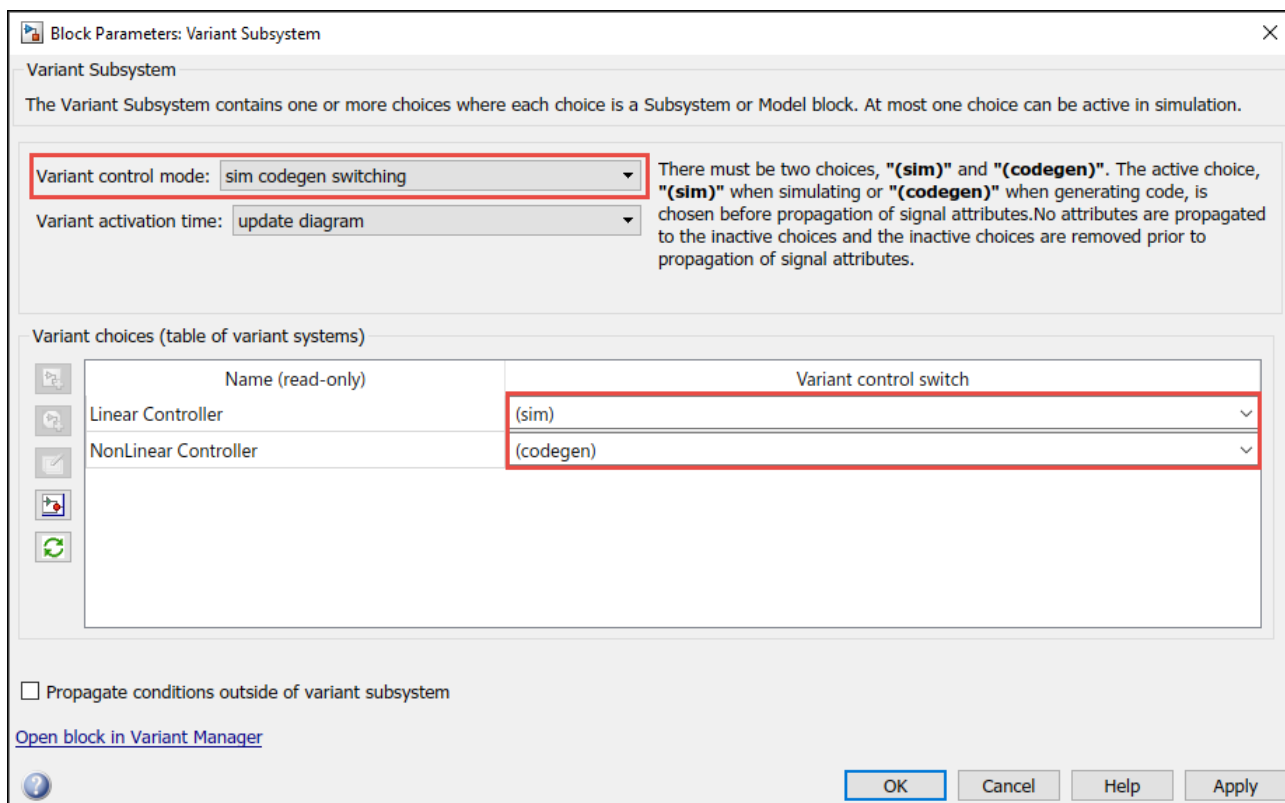 Block Parameters: Variant Subsystem
Variant Subsystem
The Variant Subsystem contains one or more choices where each choice is a Subsystem or Model block. At most one choice can be active in simulation.
Variant control mode: sim codegen switching
Variant activation time: update diagram
There must be two choices, "(sim)" and "(codegen)". The active choice,
"(sim)" when simulating or "(codegen)" when generating code, is
chosen before propagation of signal attributes.No attributes are propagated
to the inactive choices and the inactive choices are removed prior to
propagation of signal attributes.
Variant choices (table of variant systems)
Name (read-only) Variant control switch
Linear Controller (sim)
NonLinear Controller (codegen)
Propagate conditions outside of variant subsystem
Open block in Variant Manager
OK Cancel Help Apply